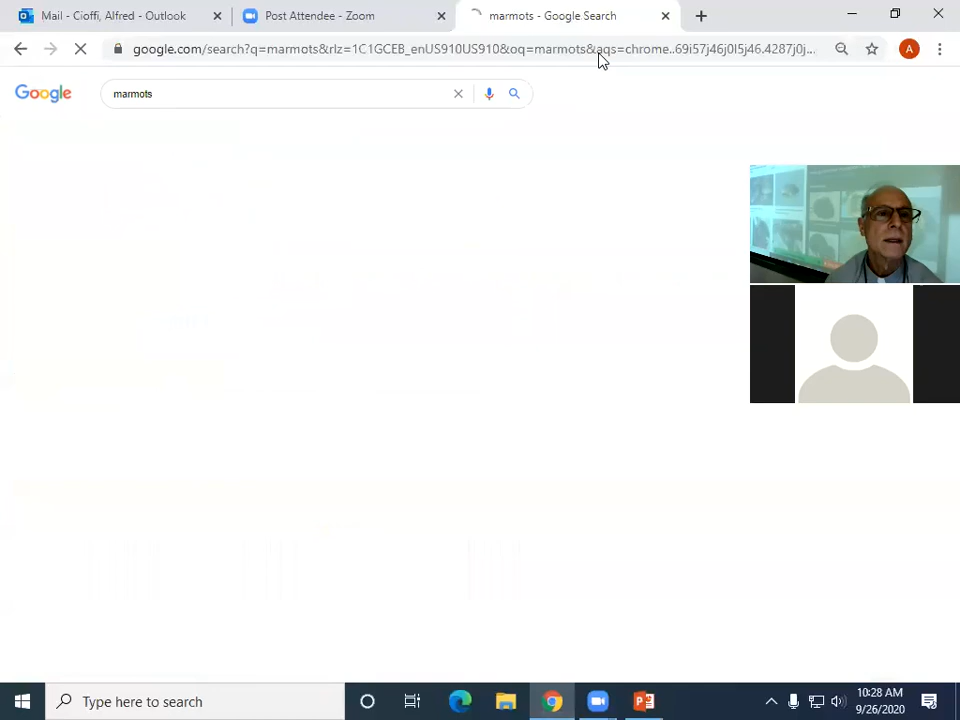 Mail - Cioffi, Alfred - Outlook
Post Attendee - Zoom
marmots - Google Search
google.com/search?q=marmots&rlz=1C1GCEB_enUS910US910&oq=marmots&aqs=chrome..69i57j46j0l5j46.4287j0j...
A
Google
marmots
Type here to search
10:28 AM
9/26/2020